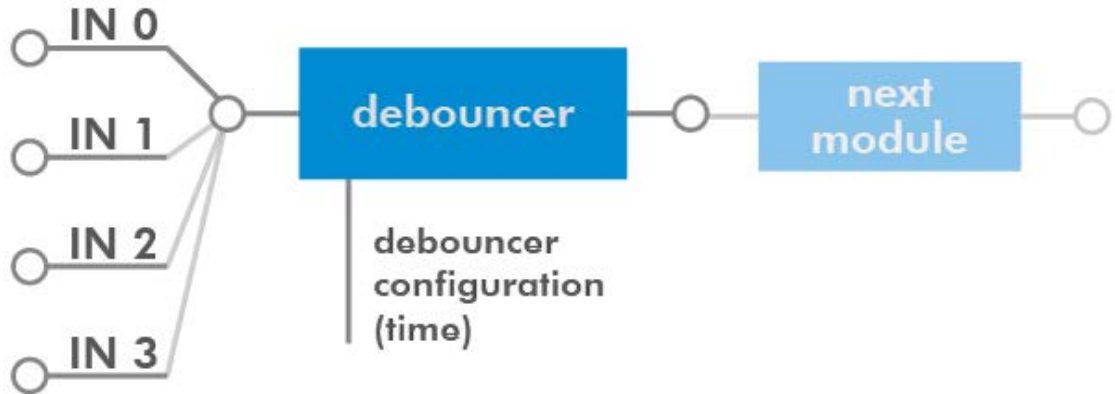 IN 0
IN 1
IN 2
IN 3
debouncer
debouncer
configuration
(time)
next
module